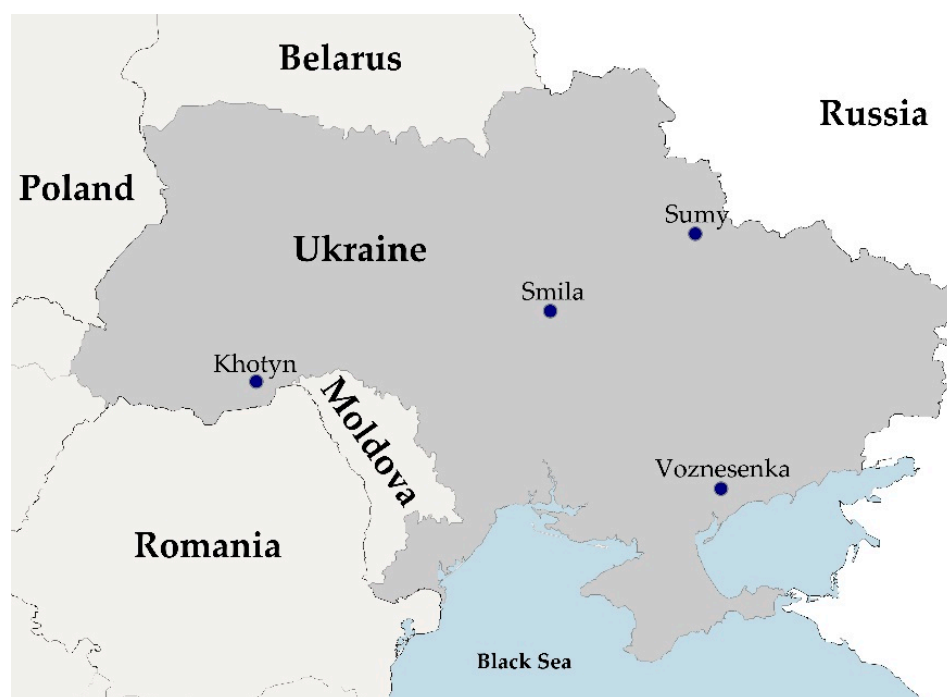 Belarus
Russia
Poland
Sumy
Ukraine
Smila
Khotyn
Moldova
Voznesenka
Romania
Black Sea